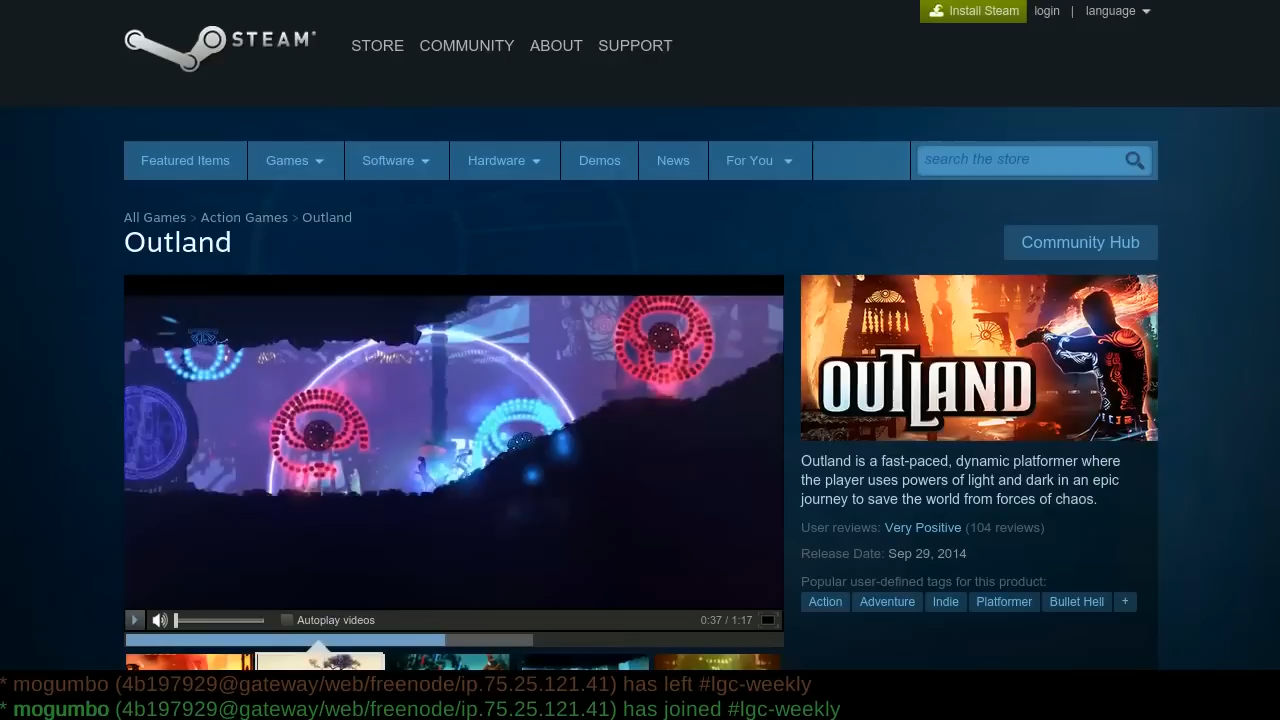 Install Steam login | language
STEAM™
STORE COMMUNITY ABOUT SUPPORT
Featured Items Games Software Hardware Demos News For You search the store
All Games > Action Games > Outland
Outland
Community Hub
OUTLAND
Outland is a fast-paced, dynamic platformer where
the player uses powers of light and dark in an epic
journey to save the world from forces of chaos.
User reviews: Very Positive (104 reviews)
Release Date: Sep 29, 2014
Popular user-defined tags for this product:
Action Adventure Indie Platformer Bullet Hell +
Autoplay videos 0:37 / 1:17
* mogumbo (4b197929@gateway/web/freenode/ip.75.25.121.41) has left #lgc-weekly
* mogumbo (4b197929@gateway/web/freenode/ip.75.25.121.41) has joined #lgc-weekly